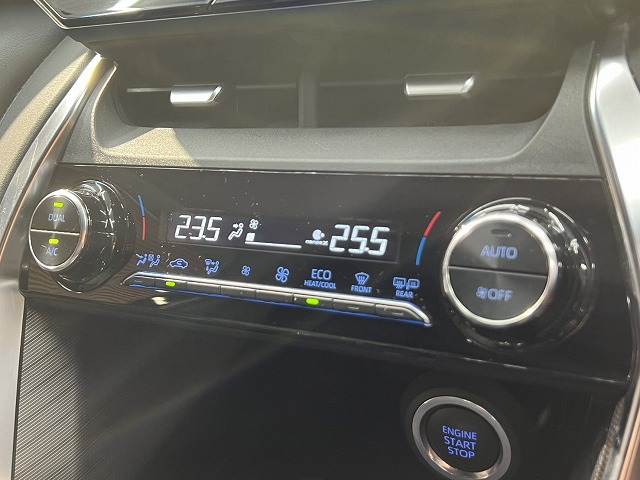 DUAL
A/C
23.5
25.5
ECO
HEAT/COOL
FRONT
REAR
AUTO
OFF
ENGINE
START
STOP